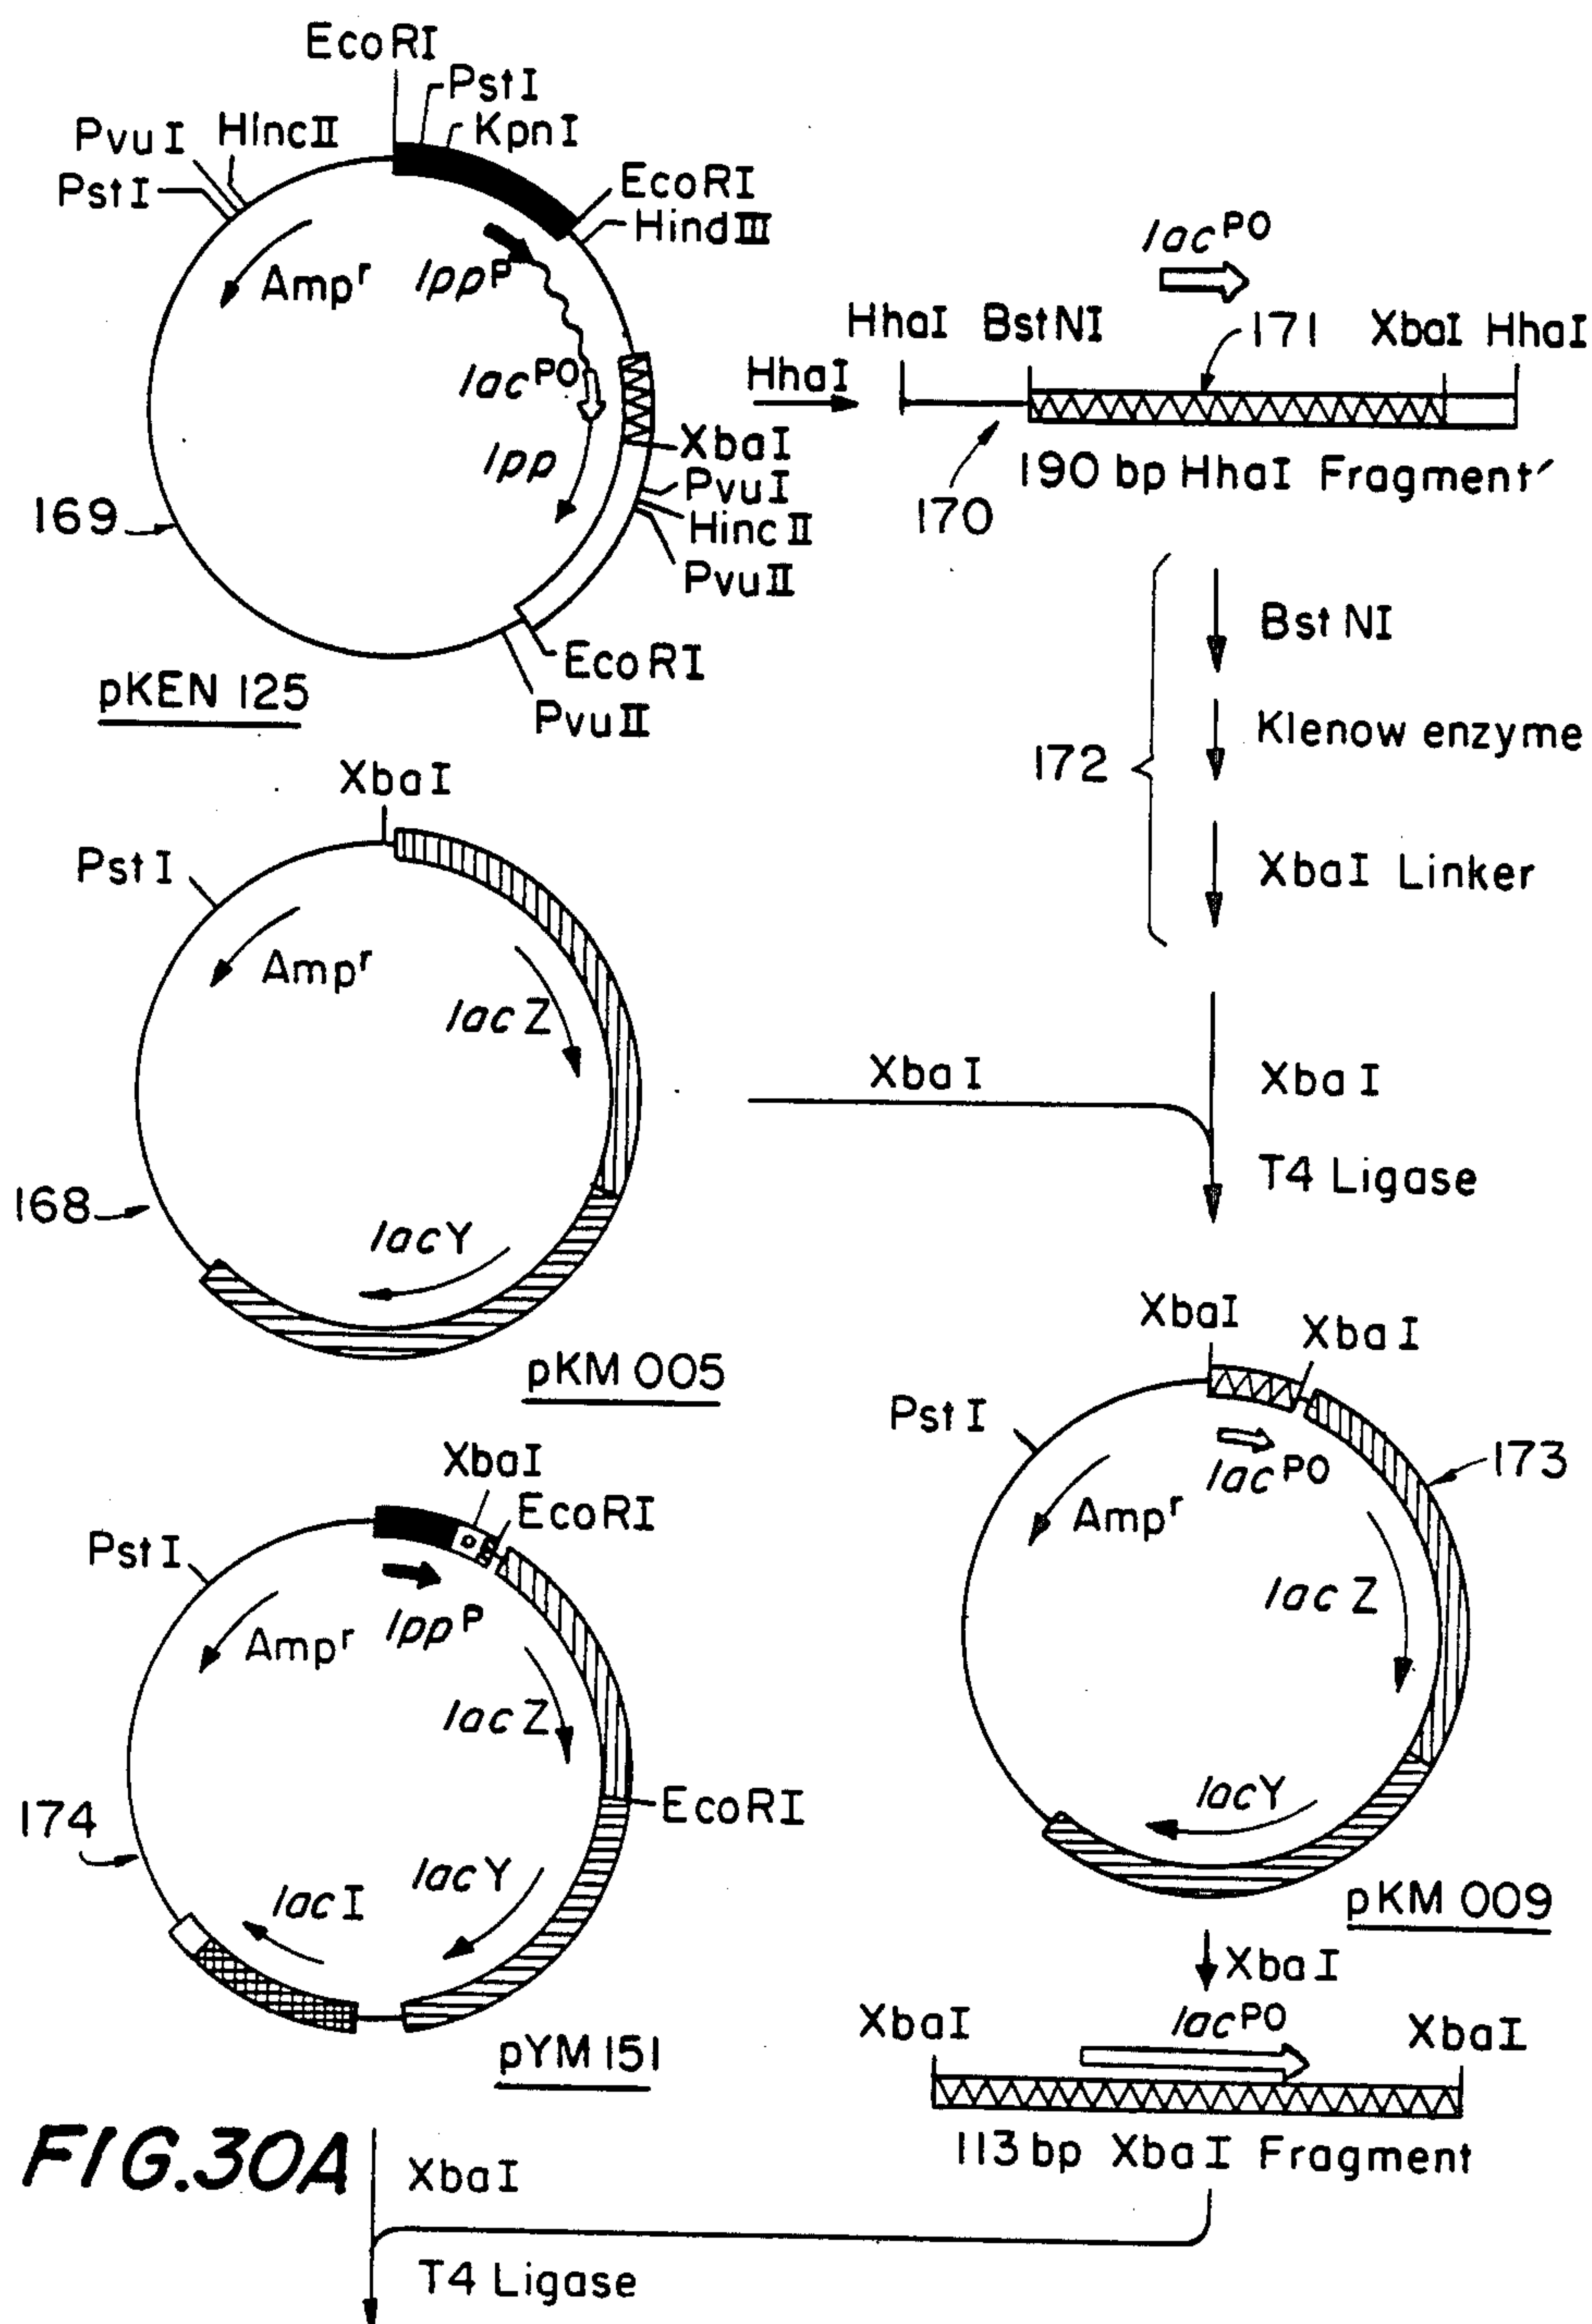 EcoRI
PstI
KpnI
PvuI
HincII
PstI
EcoRI
HindIII
Amp^r
lpp^P
lac^PO
lpp
XbaI
PvuI
HincII
PvuII
EcoRI
PvuII
169
pKEN 125
HhaI
lac^PO
HhaI BstNI
171
XbaI HhaI
170
190 bp HhaI Fragment
172
BstNI
Klenow enzyme
XbaI Linker
XbaI
PstI
Amp^r
lacZ
168
lacY
pKM 005
XbaI
XbaI
T4 Ligase
XbaI
XbaI
PstI
lac^PO
173
Amp^r
lacZ
lacY
pKM 009
XbaI
EcoRI
PstI
lpp^P
Amp^r
lacZ
EcoRI
174
lacY
lacI
pYM 151
XbaI
XbaI
lac^PO
XbaI
113 bp XbaI Fragment
FIG.30A
XbaI
T4 Ligase